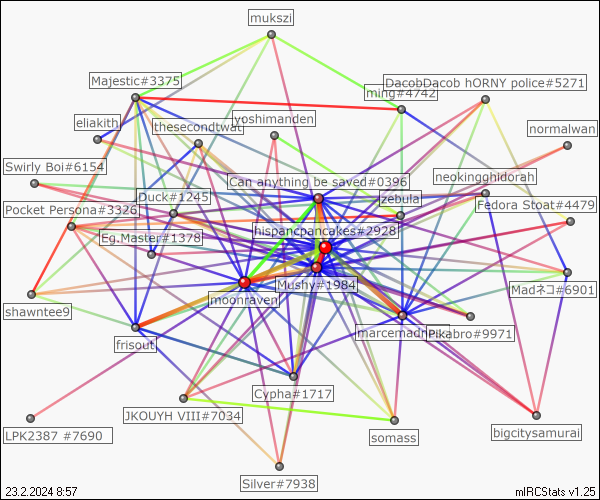 mukszi
Majestic#3375
DacobDacob hORNY police#5271
ming#4742
eliakith
thesecondtwat
yoshimanden
normalwan
Swirly Boi#6154
Can anything be saved#0396
neokingghidorah
Duck#1245
zebula
Pocket Persona#3326
Fedora Stoat#4479
Eg.Master#1378
hispancpancakes#2928
Mushy#1984
Madネコ#6901
moonraven
shawntee9
marcemadri
Pikabro#9971
frisout
Cypha#1717
JKOUYH VIII#7034
LPK2387 #7690
somass
bigcitysamurai
Silver#7938
23.2.2024 8:57
mIRCStats v1.25